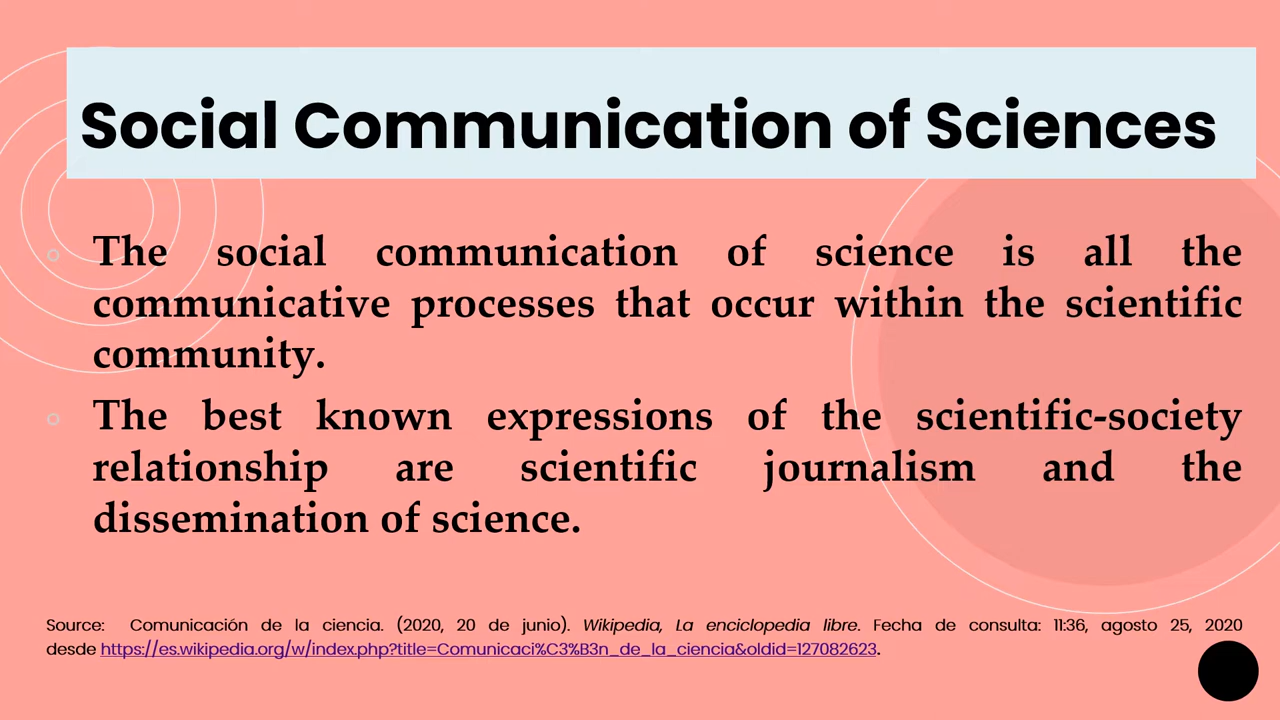 Social Communication of Sciences
The social communication of science is all the
communicative processes that occur within the scientific
community.
The best known expressions of the scientific-society
relationship are scientific journalism and the
dissemination of science.
Source: Comunicación de la ciencia. (2020, 20 de junio). Wikipedia, La enciclopedia libre. Fecha de consulta: 11:36, agosto 25, 2020
desde https://es.wikipedia.org/w/index.php?title=Comunicaci%C3%B3n_de_la_ciencia&oldid=127082623.